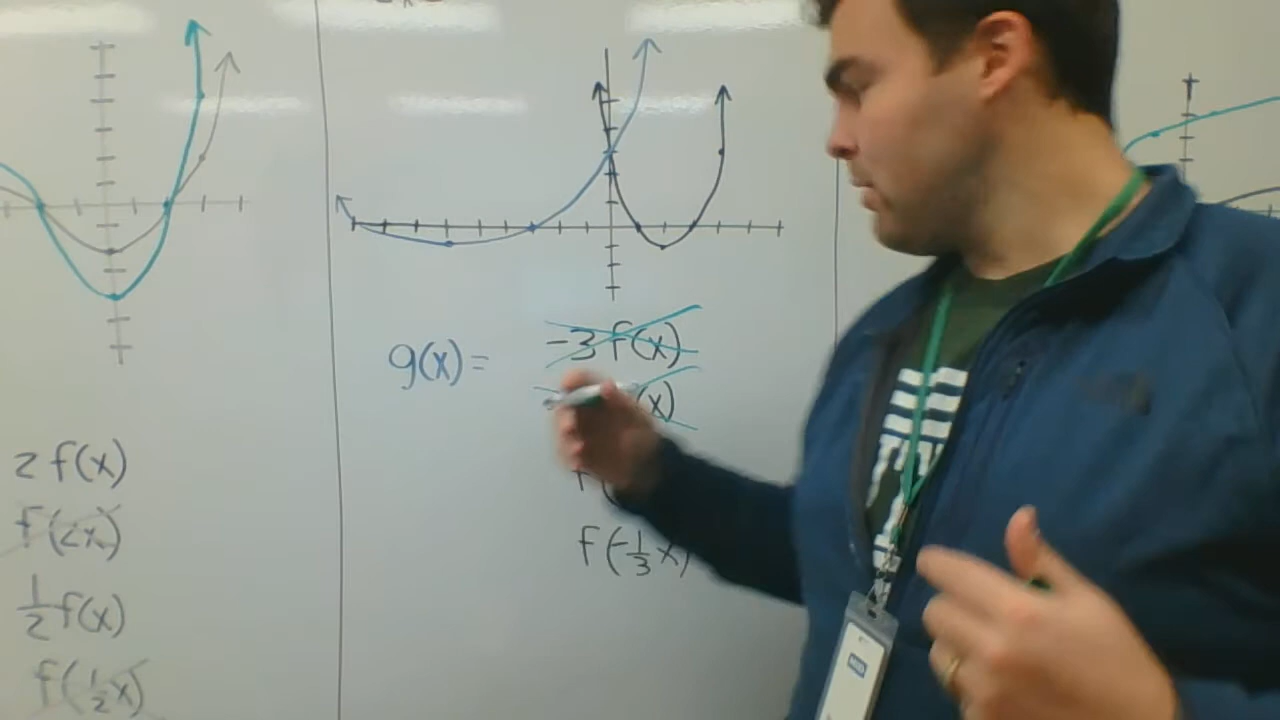 g(x)=
-3 f(x)
(x)
f(
f(-1/3 x)
2 f(x)
f(2x)
1/2 f(x)
f(1/2 x)